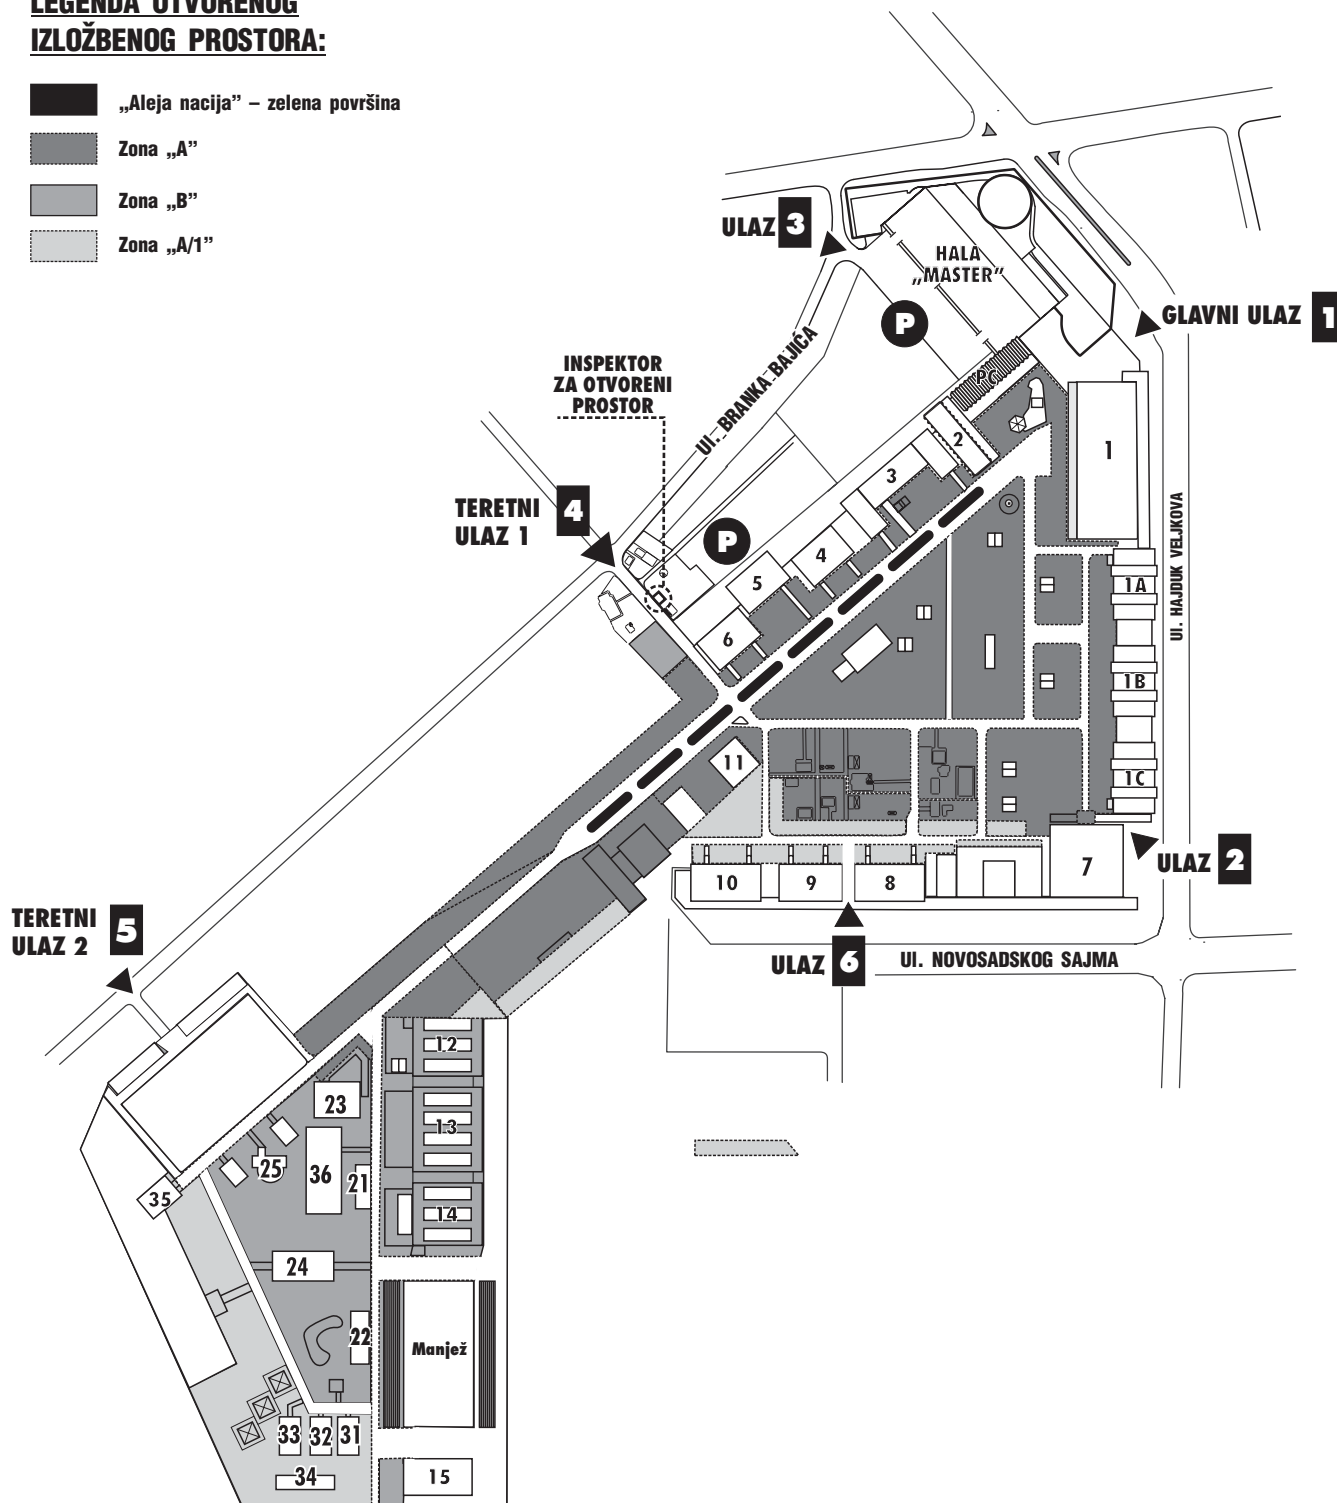 LEGENDA OTVORENOG
IZLOŽBENOG PROSTORA:
„Aleja nacija” – zelena površina
Zona „A”
Zona „B”
Zona „A/1”
ULAZ 3
HALA
„MASTER”
P
GLAVNI ULAZ 1
INSPEKTOR
ZA OTVORENI
PROSTOR
Ul. BRANKA BAJIĆA
PC
2
1
3
TERETNI
ULAZ 1
4
P
4
5
6
Ul. HAJDUK VELJKOVA
1A
1B
1C
11
ULAZ 2
7
10
9
8
TERETNI
ULAZ 2
5
ULAZ 6
Ul. NOVOSADSKOG SAJMA
12
23
13
36
25
21
35
14
24
22
Manjež
33
32
31
34
15